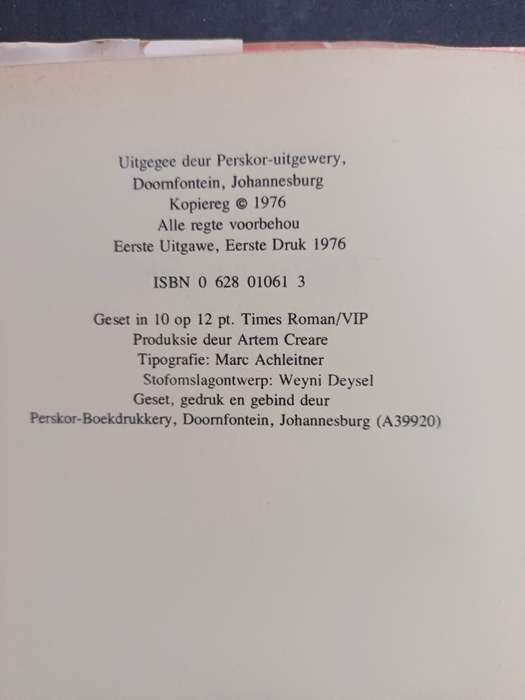 Uitgegee deur Perskor-uitgewery,
Doornfontein, Johannesburg
Kopiereg © 1976
Alle regte voorbehou
Eerste Uitgawe, Eerste Druk 1976
ISBN 0 628 01061 3
Geset in 10 op 12 pt. Times Roman/VIP
Produksie deur Artem Creare
Tipografie: Marc Achleitner
Stofomslagontwerp: Weyni Deysel
Geset, gedruk en gebind deur
Perskor-Boekdrukkery, Doornfontein, Johannesburg (A39920)